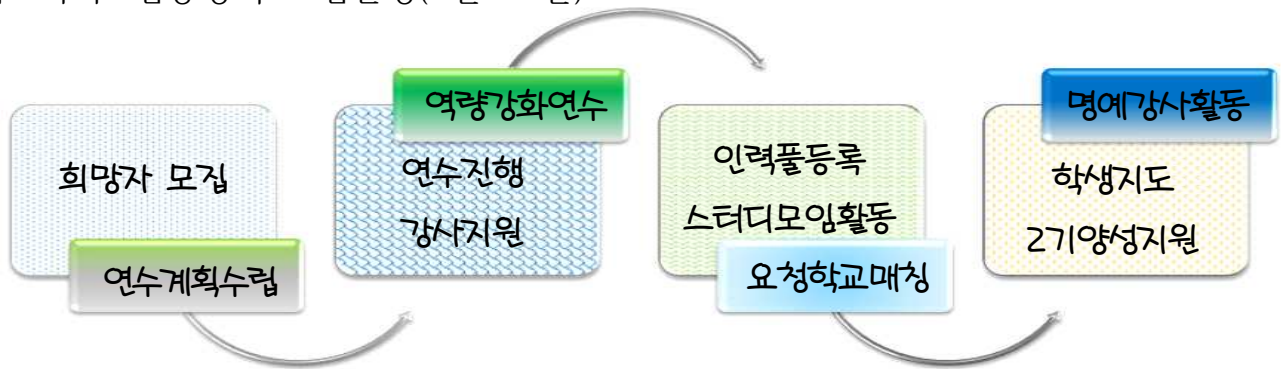 희망자 모집
연수계획수립
역량강화연수
연수진행
강사지원
인력풀등록
스터디모임활동
요청학교매칭
명예강사활동
학생지도
2기양성지원